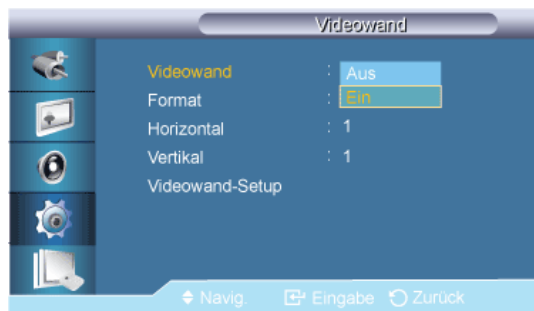 Videowand
Videowand : Aus
Format : Ein
Horizontal : 1
Vertikal : 1
Videowand-Setup
Navig. Eingabe Zurück